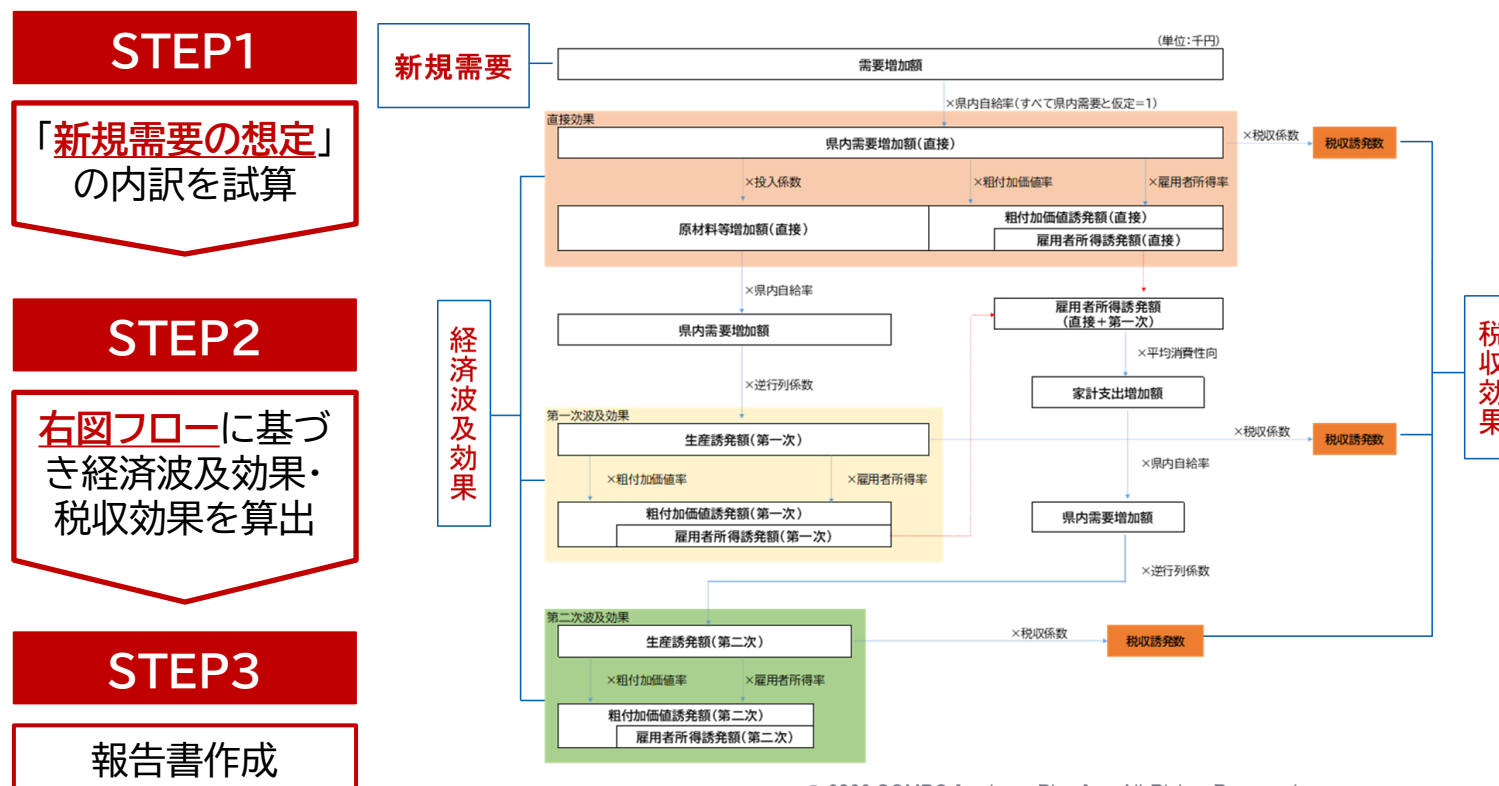 STEP1
「新規需要の想定」
の内訳を試算
STEP2
右図フローに基づ
き経済波及効果・
税収効果を算出
STEP3
報告書作成
新規需要
(単位:千円)
需要増加額
×県内自給率(すべて県内需要と仮定=1)
直接効果
県内需要増加額(直接)
×税収係数
税収誘発数
×投入係数
×粗付加価値率
×雇用者所得率
原材料等増加額(直接)
粗付加価値誘発額(直接)
雇用者所得誘発額(直接)
×県内自給率
県内需要増加額
×逆行列係数
雇用者所得誘発額
(直接+第一次)
×平均消費性向
家計支出増加額
経済波及効果
第一次波及効果
生産誘発額(第一次)
×税収係数
税収誘発数
×粗付加価値率
×雇用者所得率
粗付加価値誘発額(第一次)
雇用者所得誘発額(第一次)
×県内自給率
県内需要増加額
×逆行列係数
第二次波及効果
生産誘発額(第二次)
×税収係数
税収誘発数
×粗付加価値率
×雇用者所得率
粗付加価値誘発額(第二次)
雇用者所得誘発額(第二次)
税収効果